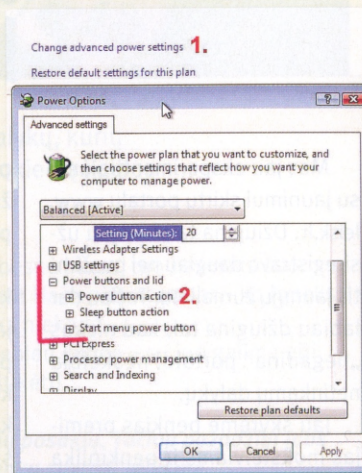 Change advanced power settings 1.
Restore default settings for this plan
Power Options
Advanced settings
Select the power plan that you want to customize, and
then choose settings that reflect how you want your
computer to manage power.
Balanced [Active]
Setting (Minutes): 20
Wireless Adapter Settings
USB settings
Power buttons and lid
Power button action 2.
Sleep button action
Start menu power button
PCI Express
Processor power management
Search and Indexing
Display
Restore plan defaults
OK Cancel Apply